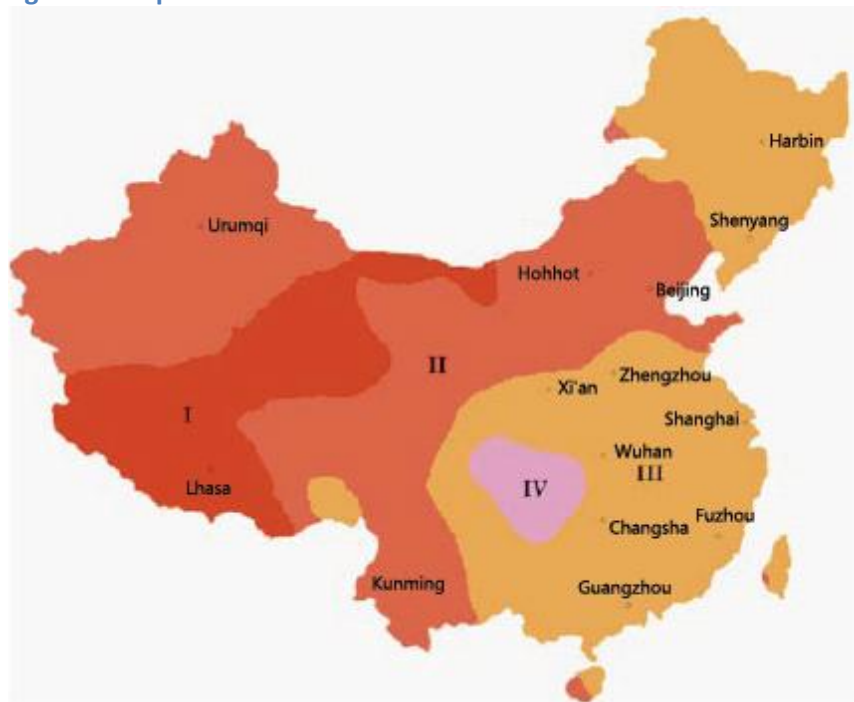 Harbin
Shenyang
Urumqi
Hohhot
Beijing
II
Xi'an
Zhengzhou
I
Shanghai
Wuhan
III
Lhasa
IV
Fuzhou
Changsha
Kunming
Guangzhou